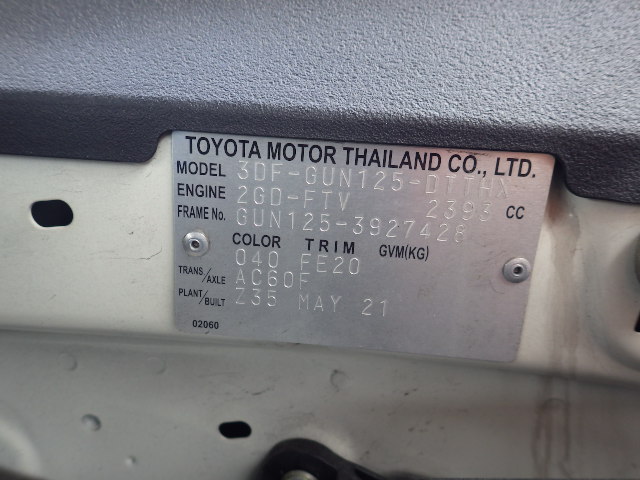 TOYOTA MOTOR THAILAND CO., LTD.
MODEL 3DF-GUN125-DTTHX
ENGINE 2GD-FTV 2393 CC
FRAME No. GUN125-3927428
COLOR TRIM GVM(KG)
040 FE20
TRANS/AXLE AC60F
PLANT/BUILT Z35 MAY 21
02060